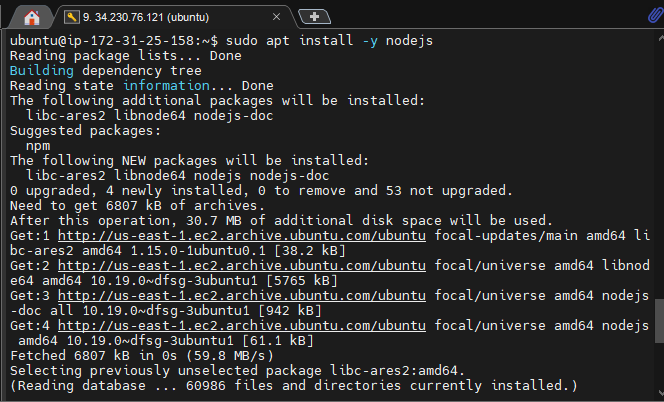 9. 34.230.76.121 (ubuntu)
ubuntu@ip-172-31-25-158:~$ sudo apt install -y nodejs
Reading package lists... Done
Building dependency tree
Reading state information... Done
The following additional packages will be installed:
  libc-ares2 libnode64 nodejs-doc
Suggested packages:
  npm
The following NEW packages will be installed:
  libc-ares2 libnode64 nodejs nodejs-doc
0 upgraded, 4 newly installed, 0 to remove and 53 not upgraded.
Need to get 6807 kB of archives.
After this operation, 30.7 MB of additional disk space will be used.
Get:1 http://us-east-1.ec2.archive.ubuntu.com/ubuntu focal-updates/main amd64 li
bc-ares2 amd64 1.15.0-1ubuntu0.1 [38.2 kB]
Get:2 http://us-east-1.ec2.archive.ubuntu.com/ubuntu focal/universe amd64 libnod
e64 amd64 10.19.0~dfsg-3ubuntu1 [5765 kB]
Get:3 http://us-east-1.ec2.archive.ubuntu.com/ubuntu focal/universe amd64 nodejs
-doc all 10.19.0~dfsg-3ubuntu1 [942 kB]
Get:4 http://us-east-1.ec2.archive.ubuntu.com/ubuntu focal/universe amd64 nodejs
 amd64 10.19.0~dfsg-3ubuntu1 [61.1 kB]
Fetched 6807 kB in 0s (59.8 MB/s)
Selecting previously unselected package libc-ares2:amd64.
(Reading database ... 60986 files and directories currently installed.)